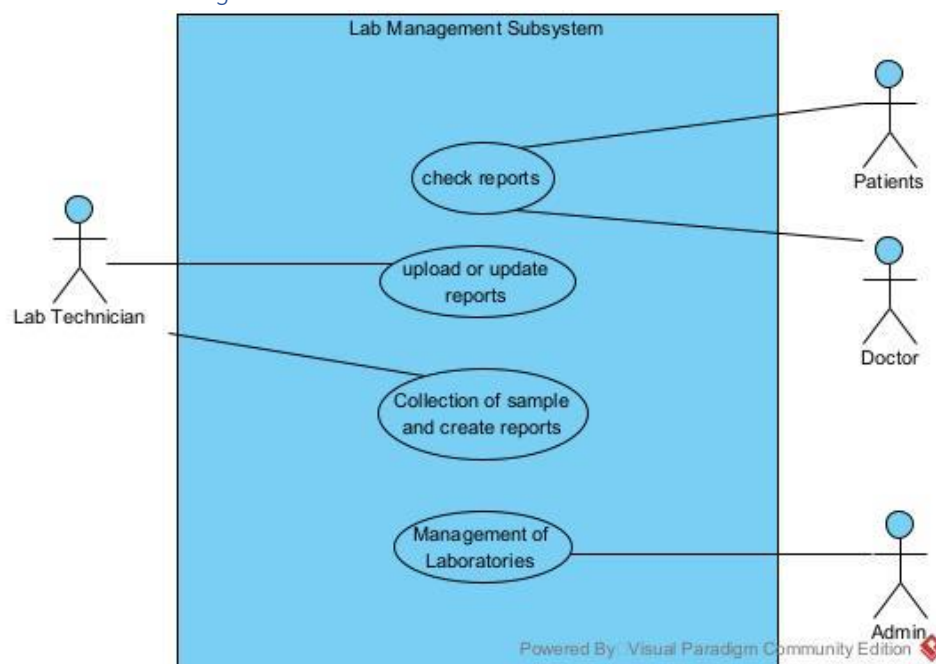 Lab Management Subsystem
check reports
Patients
upload or update
reports
Lab Technician
Doctor
Collection of sample
and create reports
Management of
Laboratories
Admin
Powered By: Visual Paradigm Community Edition